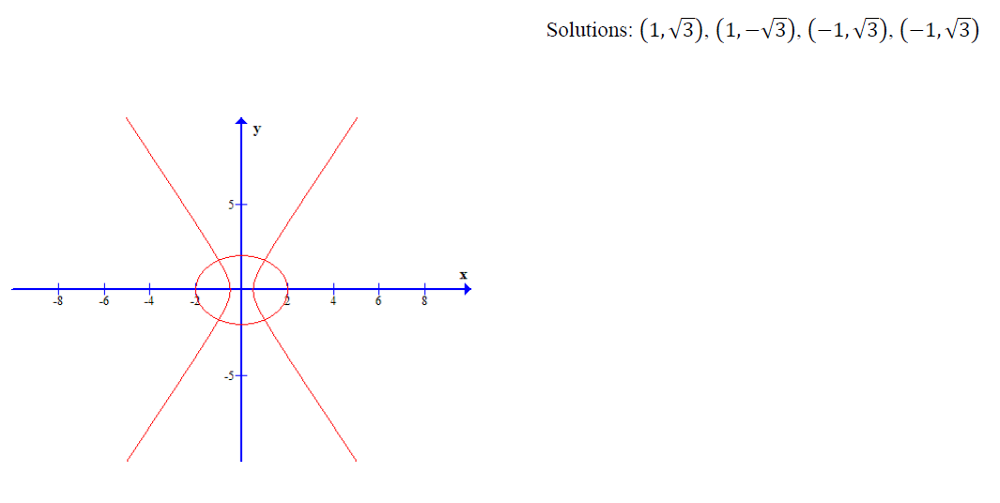 Solutions: (1, √3), (1, −√3), (−1, √3), (−1, √3)
y
5
x
-8 -6 -4 -2 2 4 6 8
-5